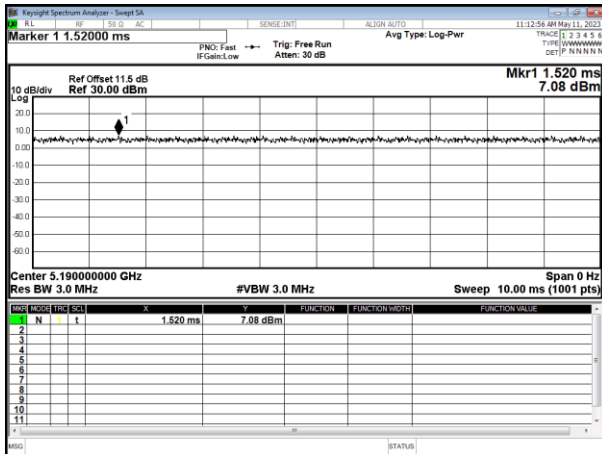 Keysight Spectrum Analyzer - Swept SA
RL RF 50 Ω AC SENSE:INT ALIGN AUTO 11:12:56 AM May 11, 2023
Marker 1 1.52000 ms
PNO: Fast Trig: Free Run Avg Type: Log-Pwr TRACE 1 2 3 4 5 6
IFGain:Low Atten: 30 dB TYPE WWWWWW
DET P N N N N N
Ref Offset 11.5 dB Mkr1 1.520 ms
10 dB/div Ref 30.00 dBm 7.08 dBm
Log
20.0
1
10.0
0.00
-10.0
-20.0
-30.0
-40.0
-50.0
-60.0
Center 5.190000000 GHz Span 0 Hz
Res BW 3.0 MHz #VBW 3.0 MHz Sweep 10.00 ms (1001 pts)
MKR MODE TRC SCL X Y FUNCTION FUNCTION WIDTH FUNCTION VALUE
1 N 1 t 1.520 ms 7.08 dBm
2
3
4
5
6
7
8
9
10
11
MSG STATUS